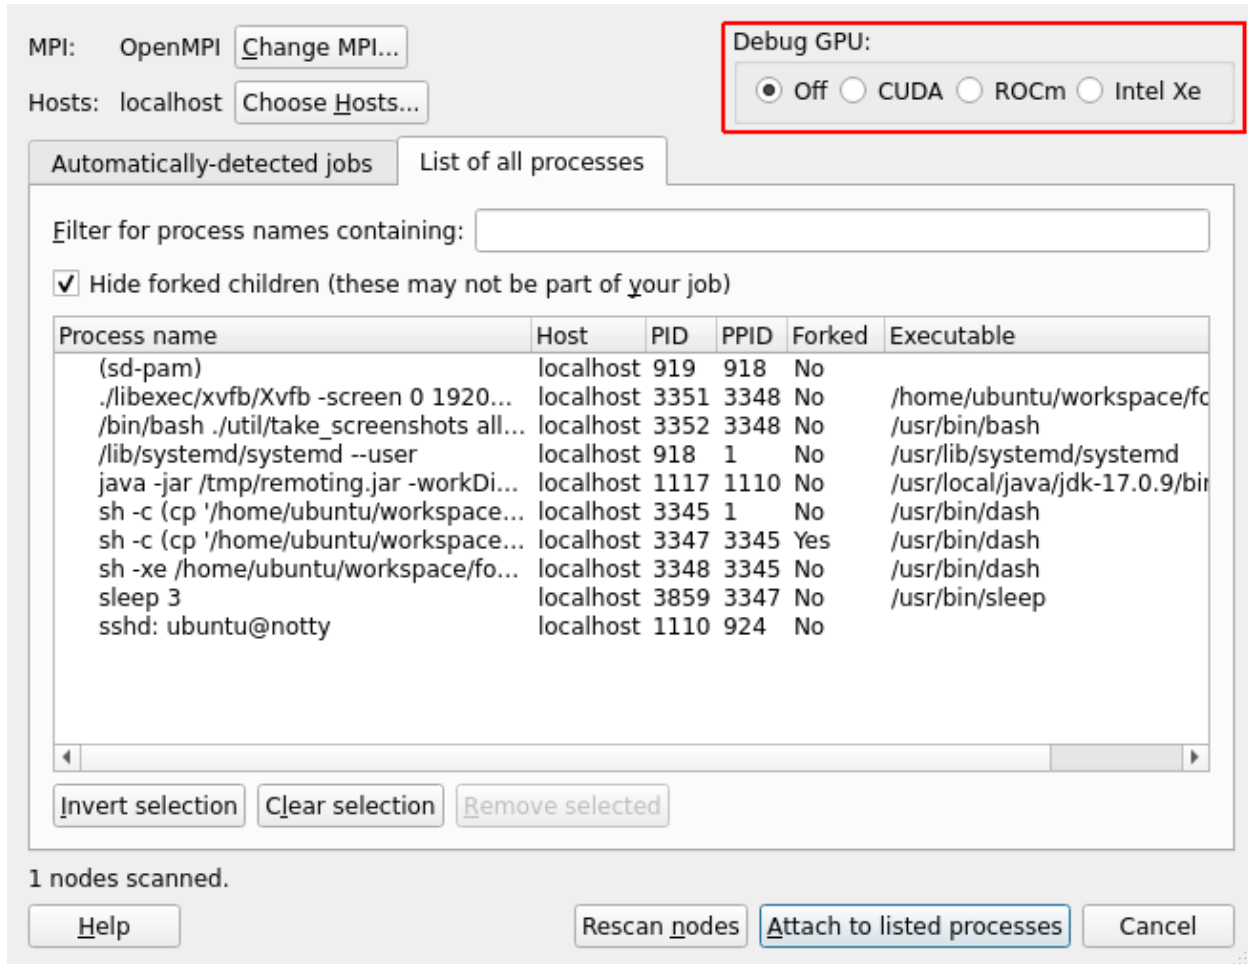 MPI: OpenMPI Change MPI...
Debug GPU:
Off CUDA ROCm Intel Xe
Hosts: localhost Choose Hosts...
Automatically-detected jobs List of all processes
Filter for process names containing:
Hide forked children (these may not be part of your job)
Process name Host PID PPID Forked Executable
(sd-pam) localhost 919 918 No
./libexec/xvfb/Xvfb -screen 0 1920... localhost 3351 3348 No /home/ubuntu/workspace/fo
/bin/bash ./util/take_screenshots all... localhost 3352 3348 No /usr/bin/bash
/lib/systemd/systemd --user localhost 918 1 No /usr/lib/systemd/systemd
java -jar /tmp/remoting.jar -workDi... localhost 1117 1110 No /usr/local/java/jdk-17.0.9/bin
sh -c (cp '/home/ubuntu/workspace... localhost 3345 1 No /usr/bin/dash
sh -c (cp '/home/ubuntu/workspace... localhost 3347 3345 Yes /usr/bin/dash
sh -xe /home/ubuntu/workspace/fo... localhost 3348 3345 No /usr/bin/dash
sleep 3 localhost 3859 3347 No /usr/bin/sleep
sshd: ubuntu@notty localhost 1110 924 No
Invert selection Clear selection Remove selected
1 nodes scanned.
Help Rescan nodes Attach to listed processes Cancel